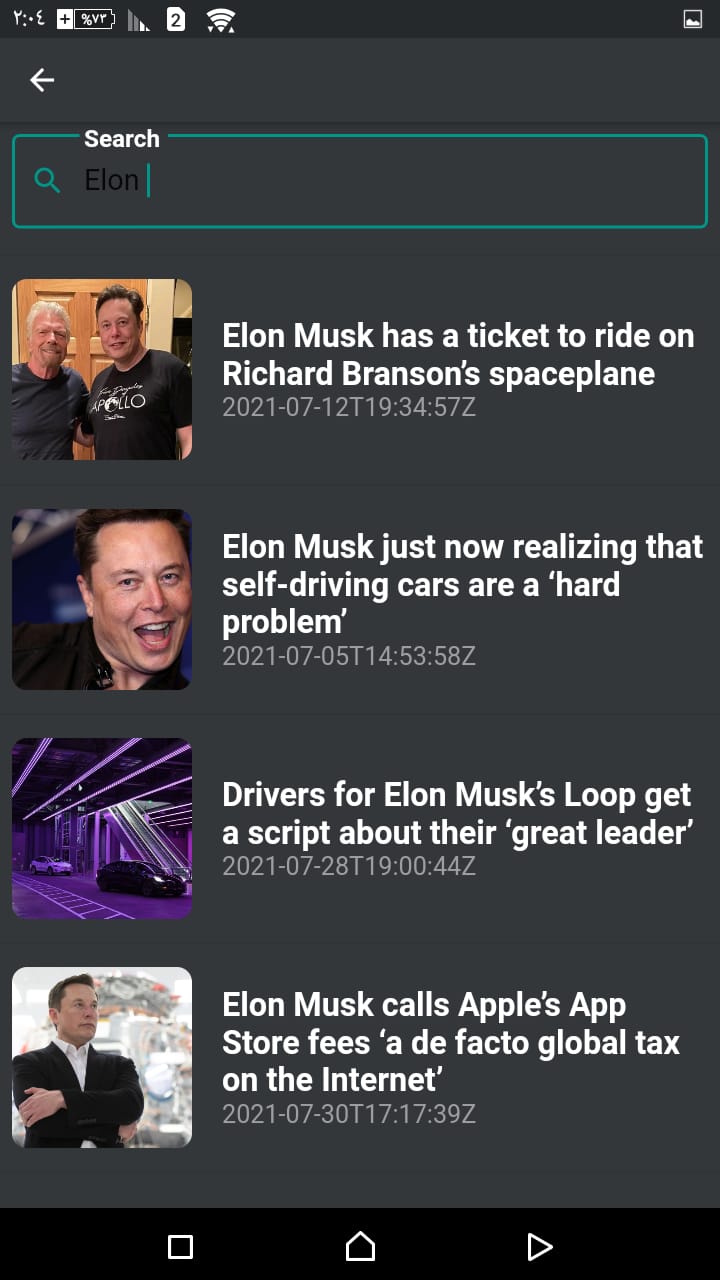 ٢:٠٤ %٧٣ 2
Search
Elon
Elon Musk has a ticket to ride on
Richard Branson’s spaceplane
2021-07-12T19:34:57Z
APOLLO
Elon Musk just now realizing that
self-driving cars are a ‘hard
problem’
2021-07-05T14:53:58Z
Drivers for Elon Musk’s Loop get
a script about their ‘great leader’
2021-07-28T19:00:44Z
Elon Musk calls Apple’s App
Store fees ‘a de facto global tax
on the Internet’
2021-07-30T17:17:39Z